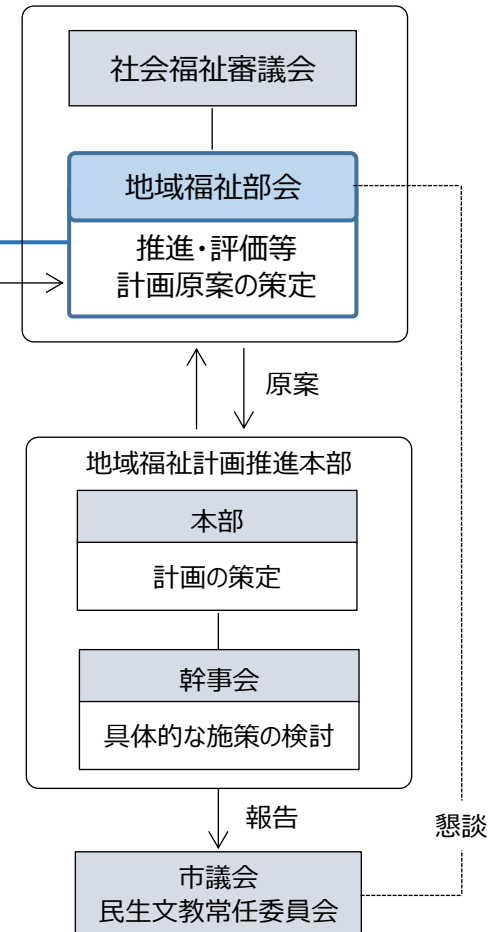 社会福祉審議会
地域福祉部会
推進・評価等
計画原案の策定
原案
地域福祉計画推進本部
本部
計画の策定
幹事会
具体的な施策の検討
報告
懇談
市議会
民生文教常任委員会